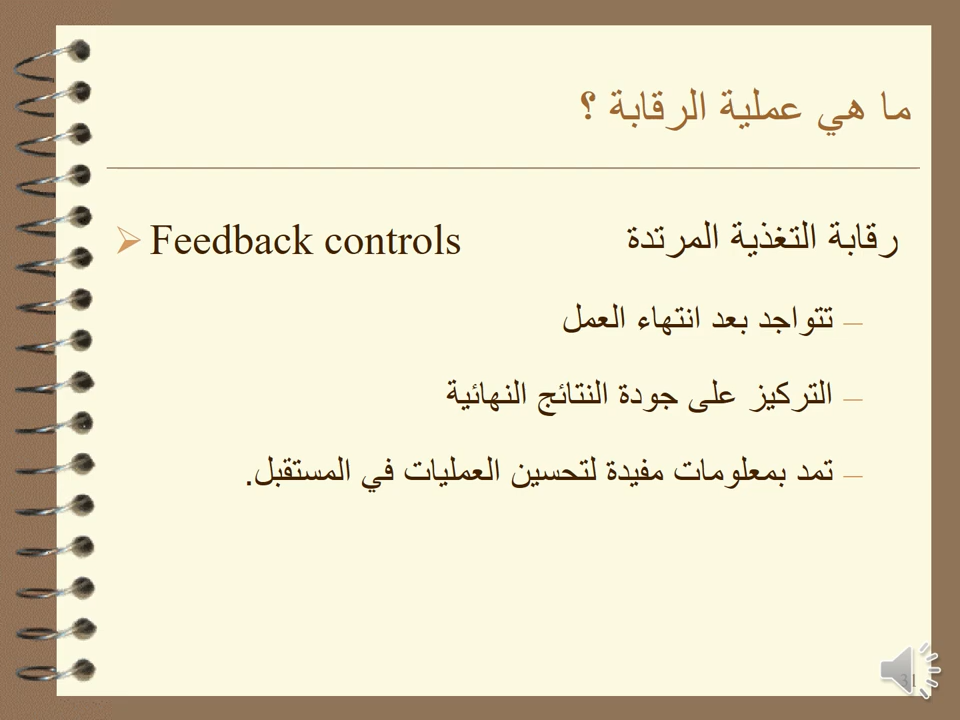 ما هي عملية الرقابة ؟
➢ Feedback controls رقابة التغذية المرتدة
– تتواجد بعد انتهاء العمل
– التركيز على جودة النتائج النهائية
– تمد بمعلومات مفيدة لتحسين العمليات في المستقبل.
31